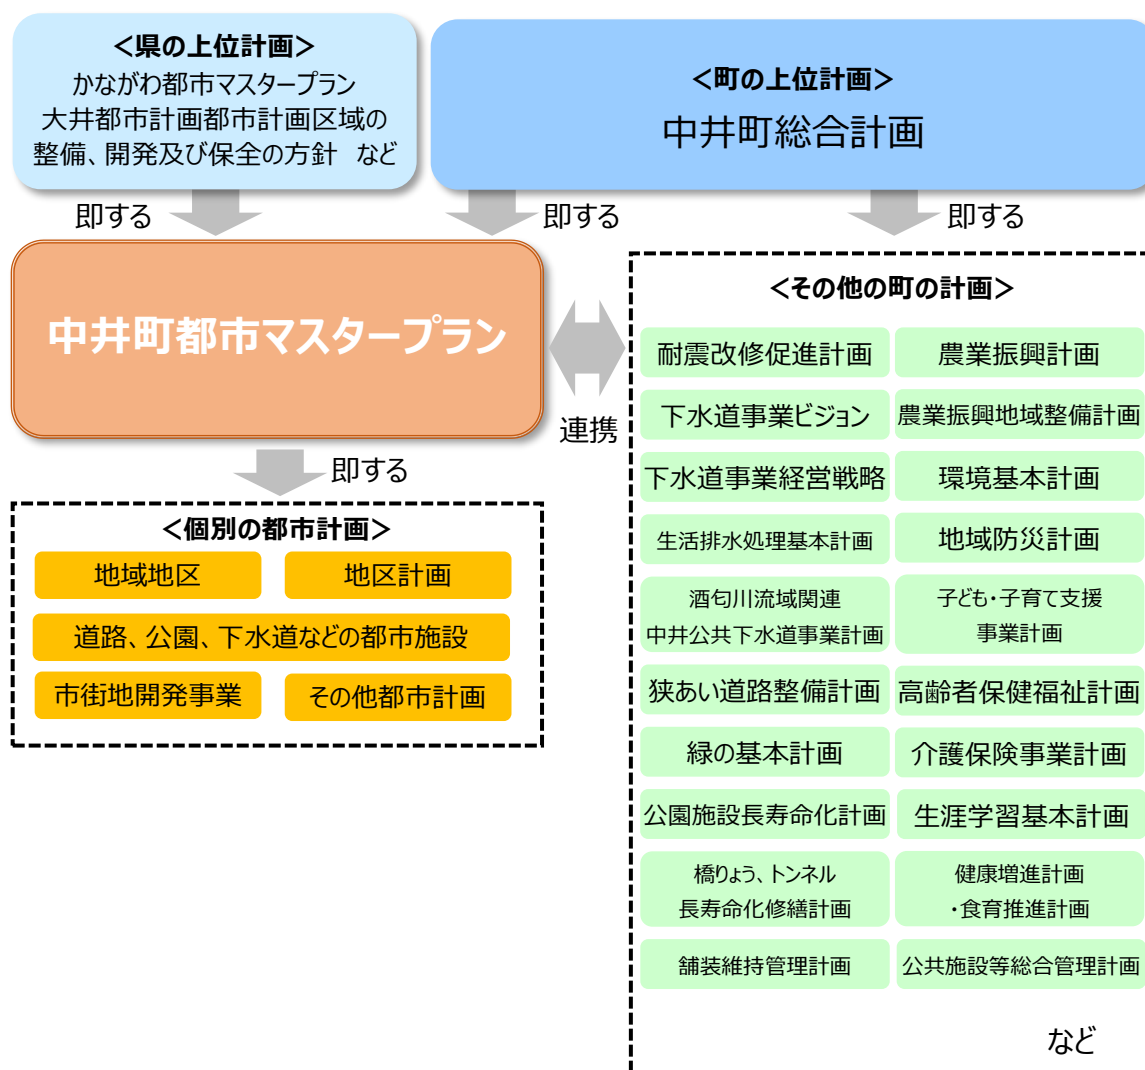 <県の上位計画>
かながわ都市マスタープラン
大井都市計画都市計画区域の
整備、開発及び保全の方針 など
<町の上位計画>
中井町総合計画
即する
即する
即する
中井町都市マスタープラン
連携
即する
<個別の都市計画>
地域地区
地区計画
道路、公園、下水道などの都市施設
市街地開発事業
その他都市計画
<その他の町の計画>
耐震改修促進計画
農業振興計画
下水道事業ビジョン
農業振興地域整備計画
下水道事業経営戦略
環境基本計画
生活排水処理基本計画
地域防災計画
酒匂川流域関連
中井公共下水道事業計画
子ども・子育て支援
事業計画
狭あい道路整備計画
高齢者保健福祉計画
緑の基本計画
介護保険事業計画
公園施設長寿命化計画
生涯学習基本計画
橋りょう、トンネル
長寿命化修繕計画
健康増進計画
・食育推進計画
舗装維持管理計画
公共施設等総合管理計画
など